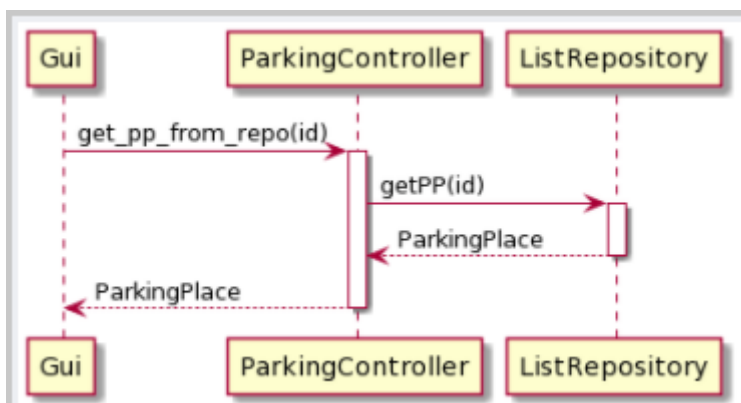 Gui ParkingController ListRepository
get_pp_from_repo(id)
getPP(id)
ParkingPlace
ParkingPlace
Gui ParkingController ListRepository